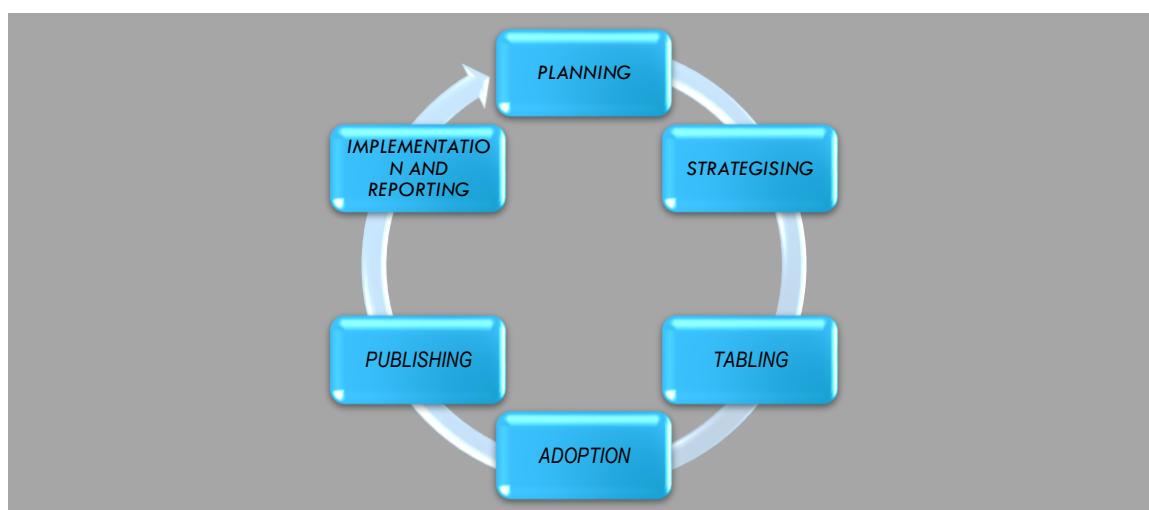 PLANNING
STRATEGISING
TABLING
ADOPTION
PUBLISHING
IMPLEMENTATIO
N AND
REPORTING